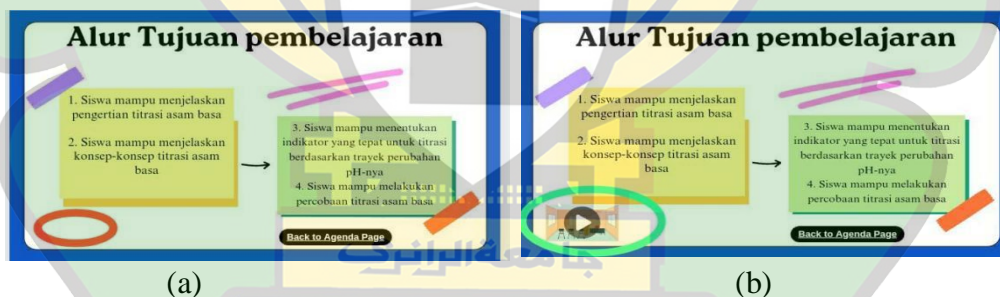 Alur Tujuan pembelajaran
1. Siswa mampu menjelaskan
pengertian titrasi asam basa
2. Siswa mampu menjelaskan
konsep-konsep titrasi asam
basa
3. Siswa mampu menentukan
indikator yang tepat untuk titrasi
berdasarkan trayek perubahan
pH-nya
4. Siswa mampu melakukan
percobaan titrasi asam basa
Back to Agenda Page
(a)
Alur Tujuan pembelajaran
1. Siswa mampu menjelaskan
pengertian titrasi asam basa
2. Siswa mampu menjelaskan
konsep-konsep titrasi asam
basa
3. Siswa mampu menentukan
indikator yang tepat untuk titrasi
berdasarkan trayek perubahan
pH-nya
4. Siswa mampu melakukan
percobaan titrasi asam basa
Back to Agenda Page
(b)
جامعة الرانري